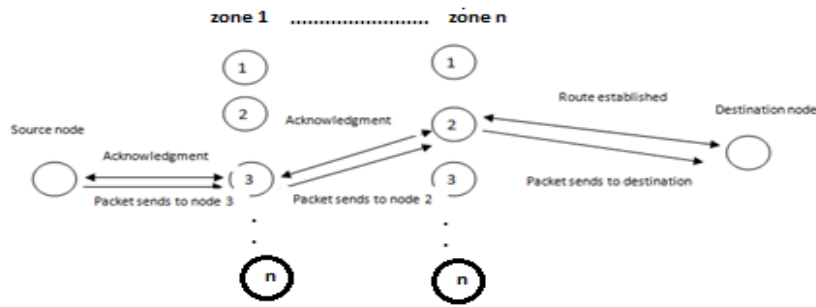 zone 1 ........................... zone n
1
1
2
2
Route established
Destination node
Source node
Acknowledgment
Acknowledgment
3
3
Packet sends to node 3
Packet sends to node 2
Packet sends to destination
n
n